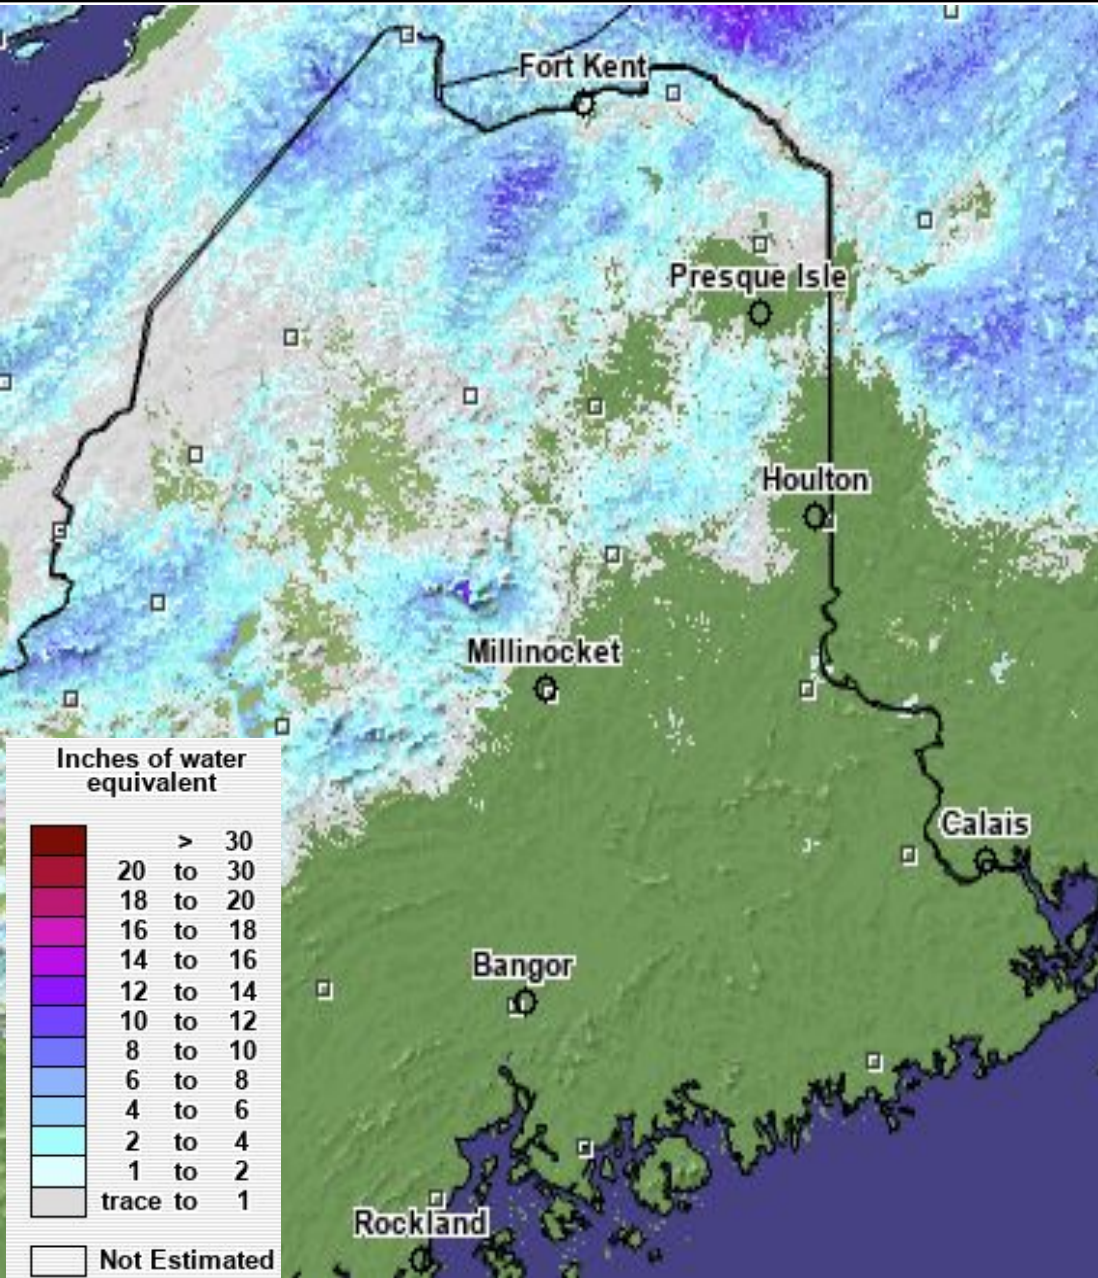 Fort Kent
Presque Isle
Houlton
Millinocket
Inches of water
equivalent
> 30
20 to 30
18 to 20
16 to 18
14 to 16
12 to 14
10 to 12
8 to 10
6 to 8
4 to 6
2 to 4
1 to 2
trace to 1
Not Estimated
Calais
Bangor
Rockland